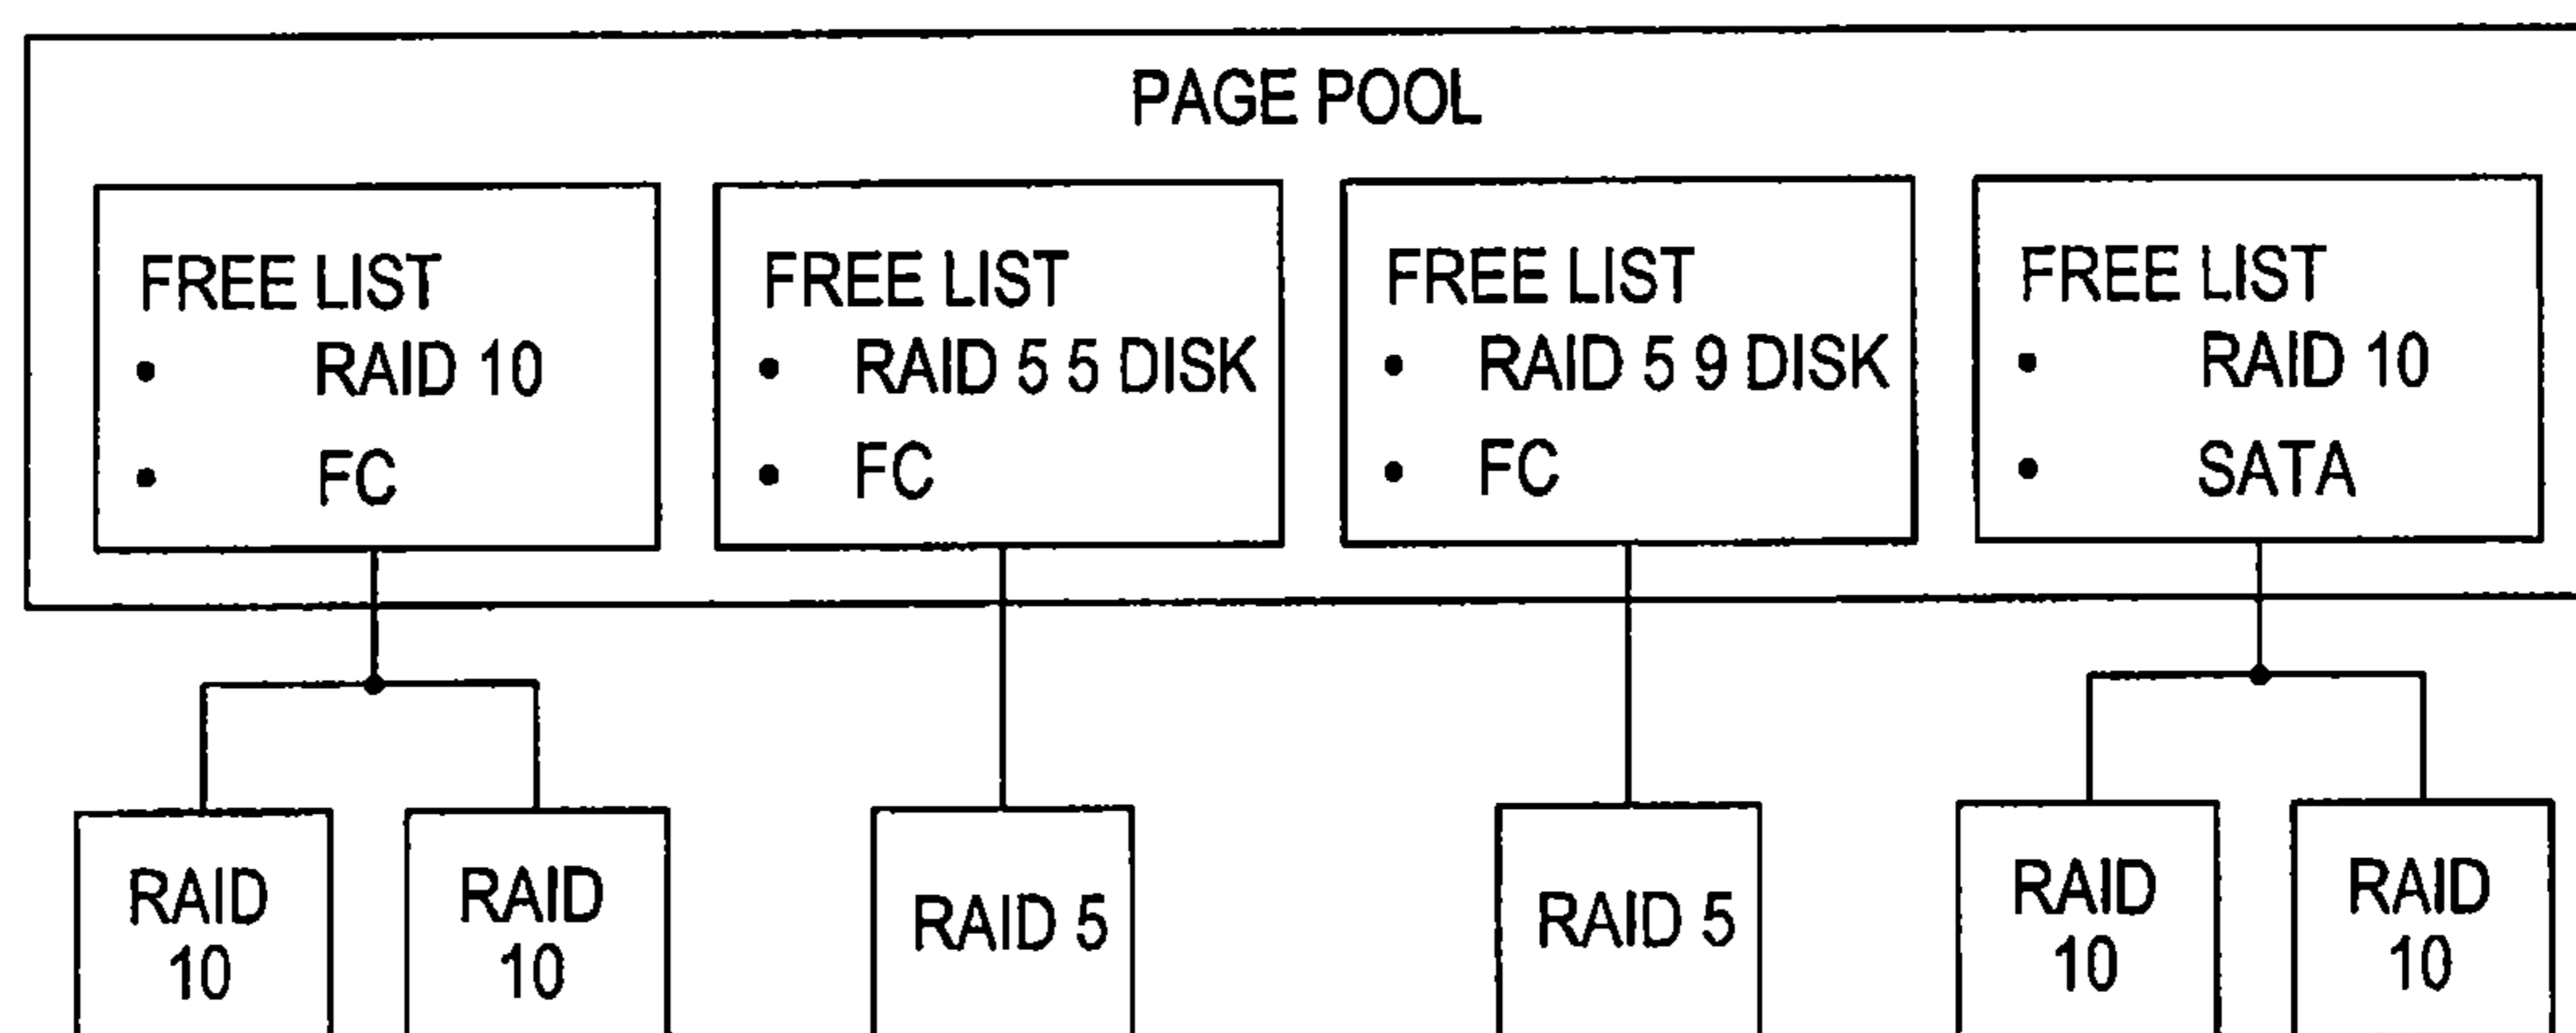 PAGE POOL
FREE LIST
• RAID 10
• FC
FREE LIST
• RAID 5 5 DISK
• FC
FREE LIST
• RAID 5 9 DISK
• FC
FREE LIST
• RAID 10
• SATA
RAID
10
RAID
10
RAID 5
RAID 5
RAID
10
RAID
10